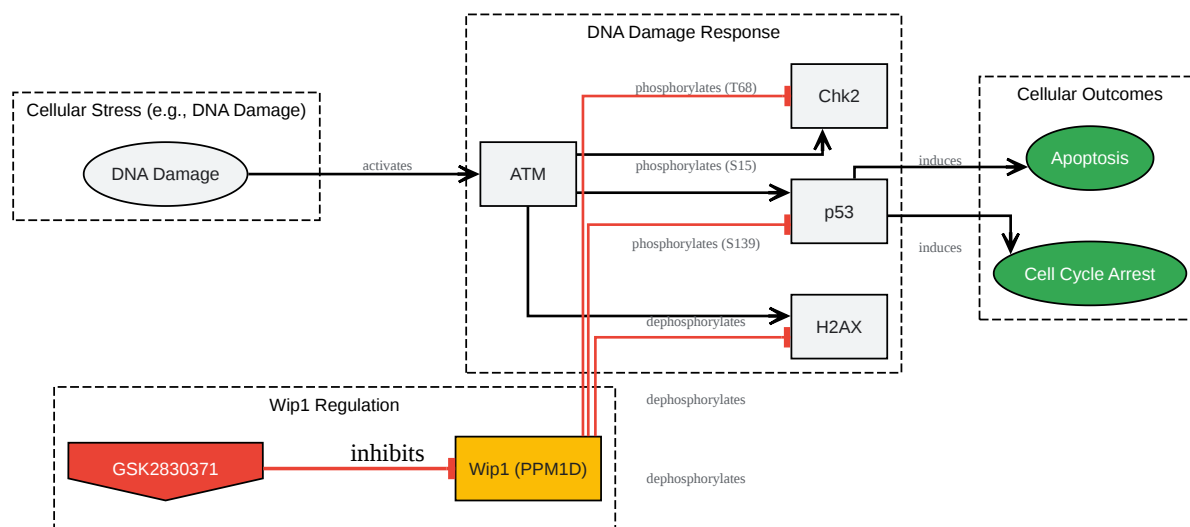 DNA Damage Response
Cellular Stress (e.g., DNA Damage)
Cellular Outcomes
phosphorylates (T68)
Chk2
DNA Damage
activates
ATM
phosphorylates (S15)
induces
Apoptosis
p53
phosphorylates (S139)
induces
Cell Cycle Arrest
dephosphorylates
H2AX
Wip1 Regulation
dephosphorylates
GSK2830371
inhibits
Wip1 (PPM1D)
dephosphorylates